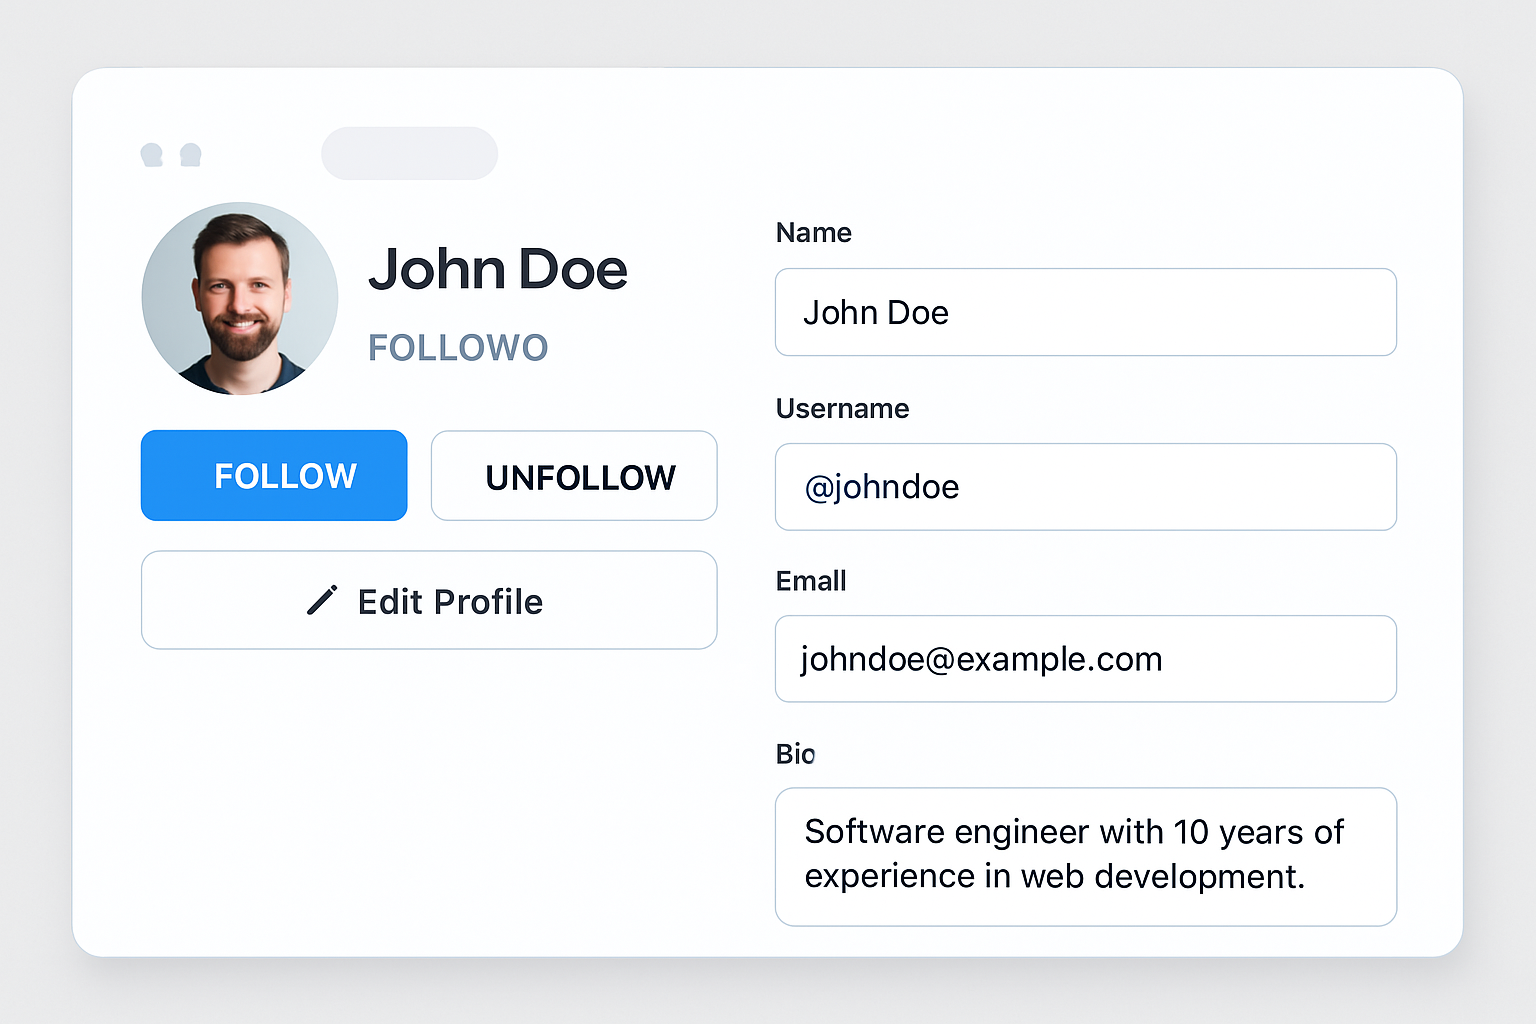 John Doe
FOLLOWO
FOLLOW
UNFOLLOW
Edit Profile
Name
John Doe
Username
@johndoe
Emall
johndoe@example.com
Bio
Software engineer with 10 years of
experience in web development.